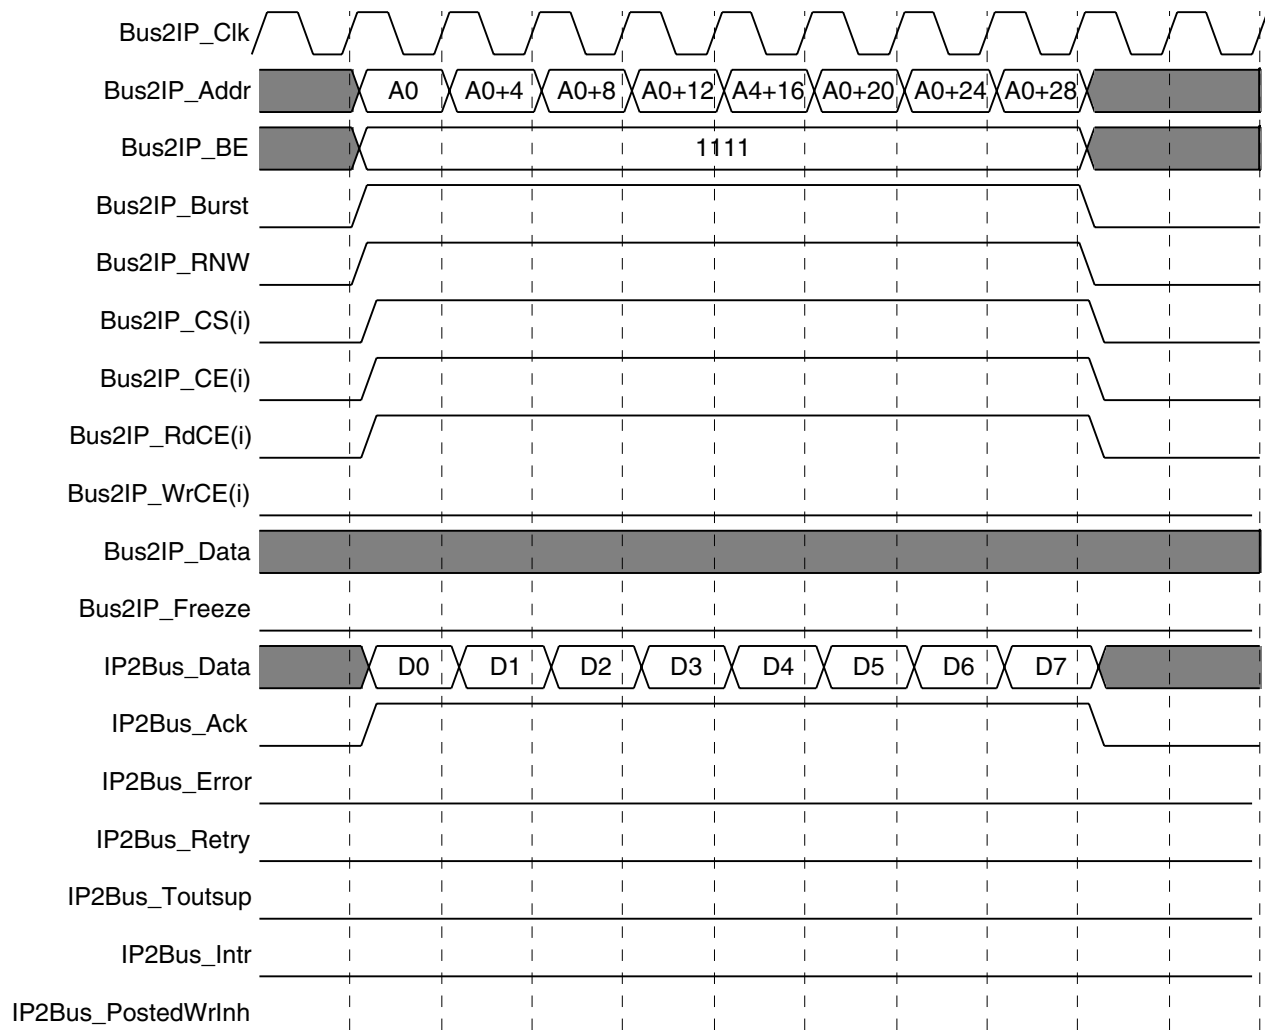 Bus2IP_Clk
Bus2IP_Addr A0 A0+4 A0+8 A0+12 A4+16 A0+20 A0+24 A0+28
Bus2IP_BE 1111
Bus2IP_Burst
Bus2IP_RNW
Bus2IP_CS(i)
Bus2IP_CE(i)
Bus2IP_RdCE(i)
Bus2IP_WrCE(i)
Bus2IP_Data
Bus2IP_Freeze
IP2Bus_Data D0 D1 D2 D3 D4 D5 D6 D7
IP2Bus_Ack
IP2Bus_Error
IP2Bus_Retry
IP2Bus_Toutsup
IP2Bus_Intr
IP2Bus_PostedWrInh